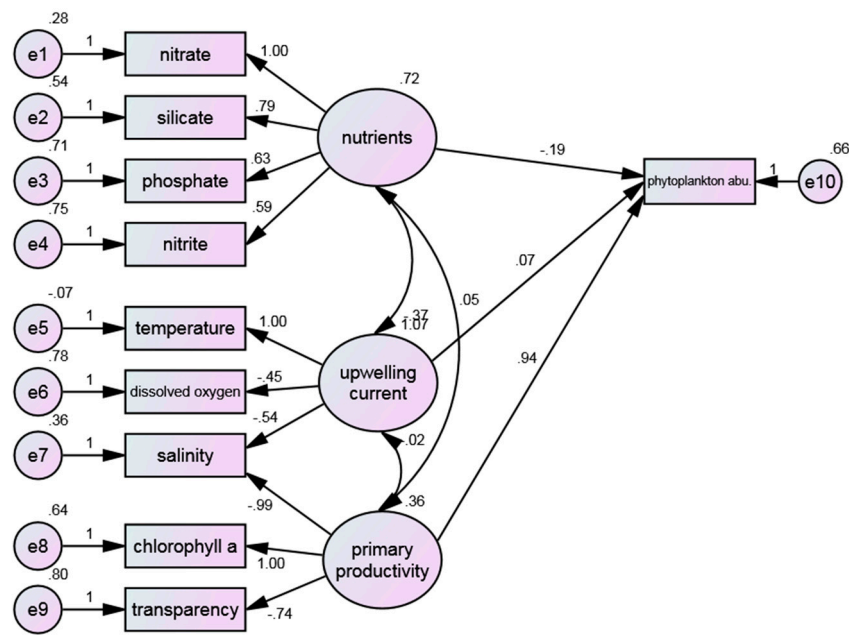 .28
e1 1 nitrate 1.00
.54
e2 1 silicate .79
.71
e3 1 phosphate .63
.75
e4 1 nitrite .59
.72
nutrients
-.19
phytoplankton abu. 1 e10
.66
-.07
e5 1 temperature 1.00
.78
e6 1 dissolved oxygen -.45
.36
e7 1 salinity -.54
-.99
-.37
1.07
upwelling
current
.07
.05
.94
.02
.36
.64
e8 1 chlorophyll a 1.00
.80
e9 1 transparency -.74
primary
productivity